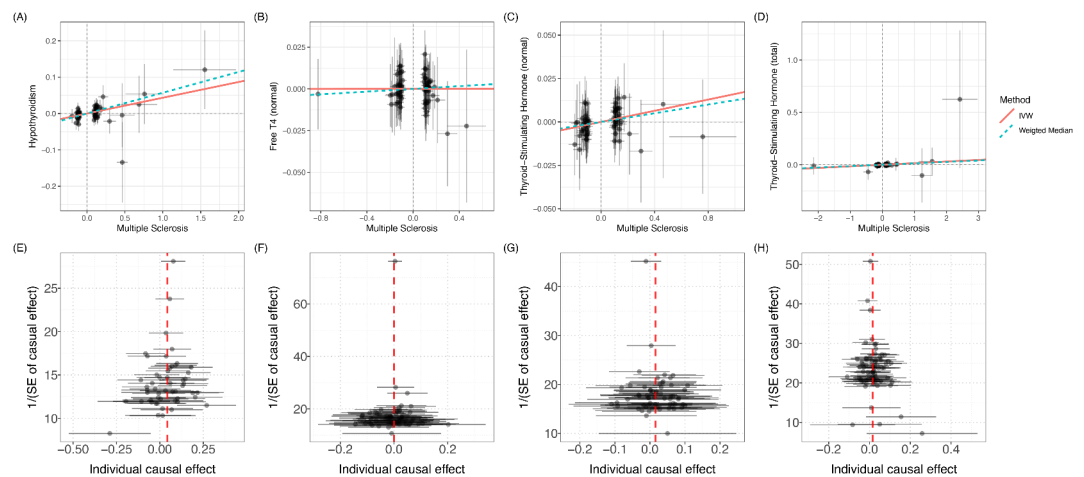 (A)
Hypothyroidism
0.2
0.1
0.0
−0.1
−0.2
0.0
0.5
1.0
1.5
2.0
Multiple Sclerosis
(B)
Free T4 (normal)
0.025
0.000
−0.025
−0.050
−0.8
−0.4
0.0
0.4
Multiple Sclerosis
(C)
Thyroid−Stimulating Hormone (normal)
0.050
0.025
0.000
−0.025
−0.050
0.0
0.4
0.8
Multiple Sclerosis
(D)
Thyroid−Stimulating Hormone (total)
1.0
0.5
0.0
−2
−1
0
1
2
3
Multiple Sclerosis
Method
IVW
Weigted Median
(E)
1/(SE of casual effect)
25
20
15
10
−0.50
−0.25
0.00
0.25
Individual causal effect
(F)
1/(SE of casual effect)
60
40
20
−0.2
0.0
0.2
Individual causal effect
(G)
1/(SE of casual effect)
40
30
20
10
−0.2
−0.1
0.0
0.1
0.2
Individual causal effect
(H)
1/(SE of casual effect)
50
40
30
20
10
−0.2
0.0
0.2
0.4
Individual causal effect